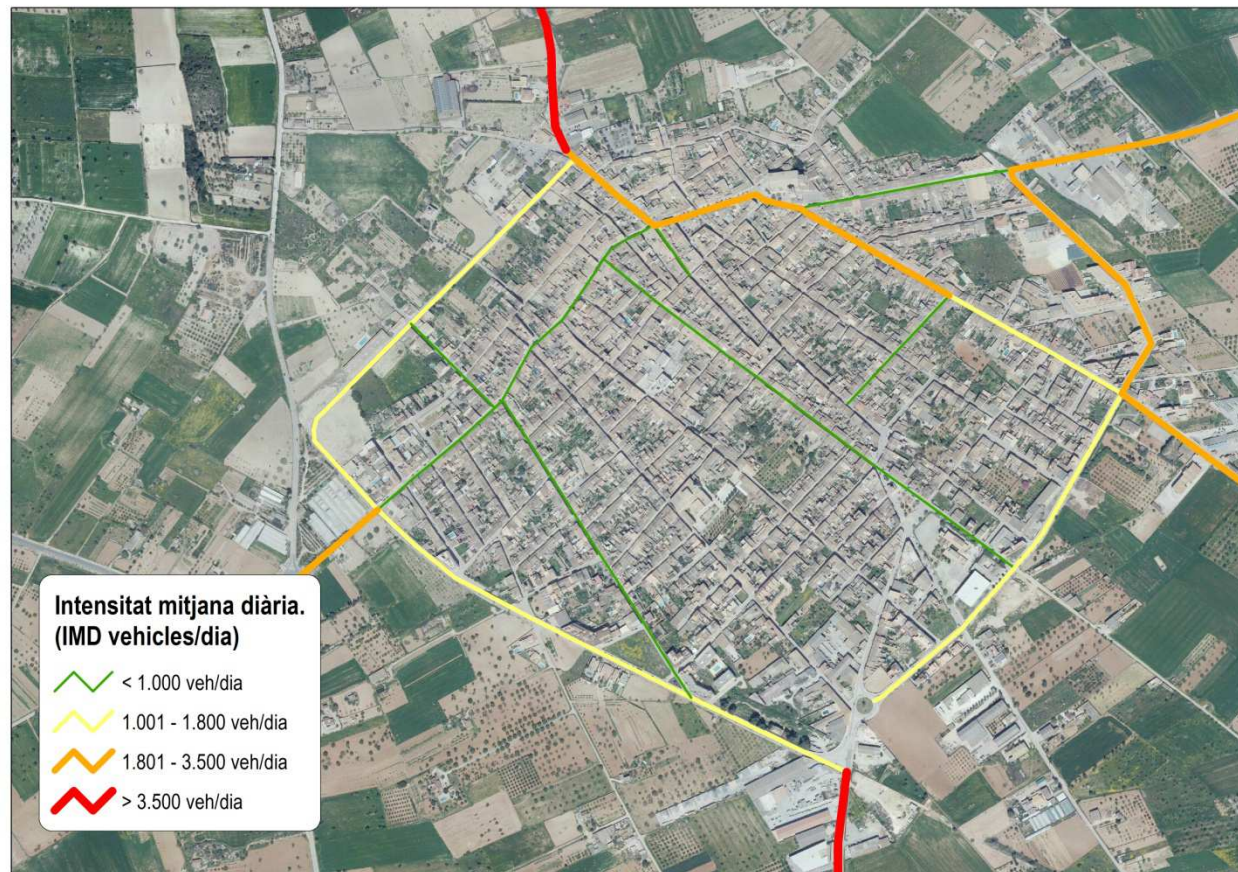 Intensitat mitjana diària.
(IMD vehicles/dia)
< 1.000 veh/dia
1.001 - 1.800 veh/dia
1.801 - 3.500 veh/dia
> 3.500 veh/dia